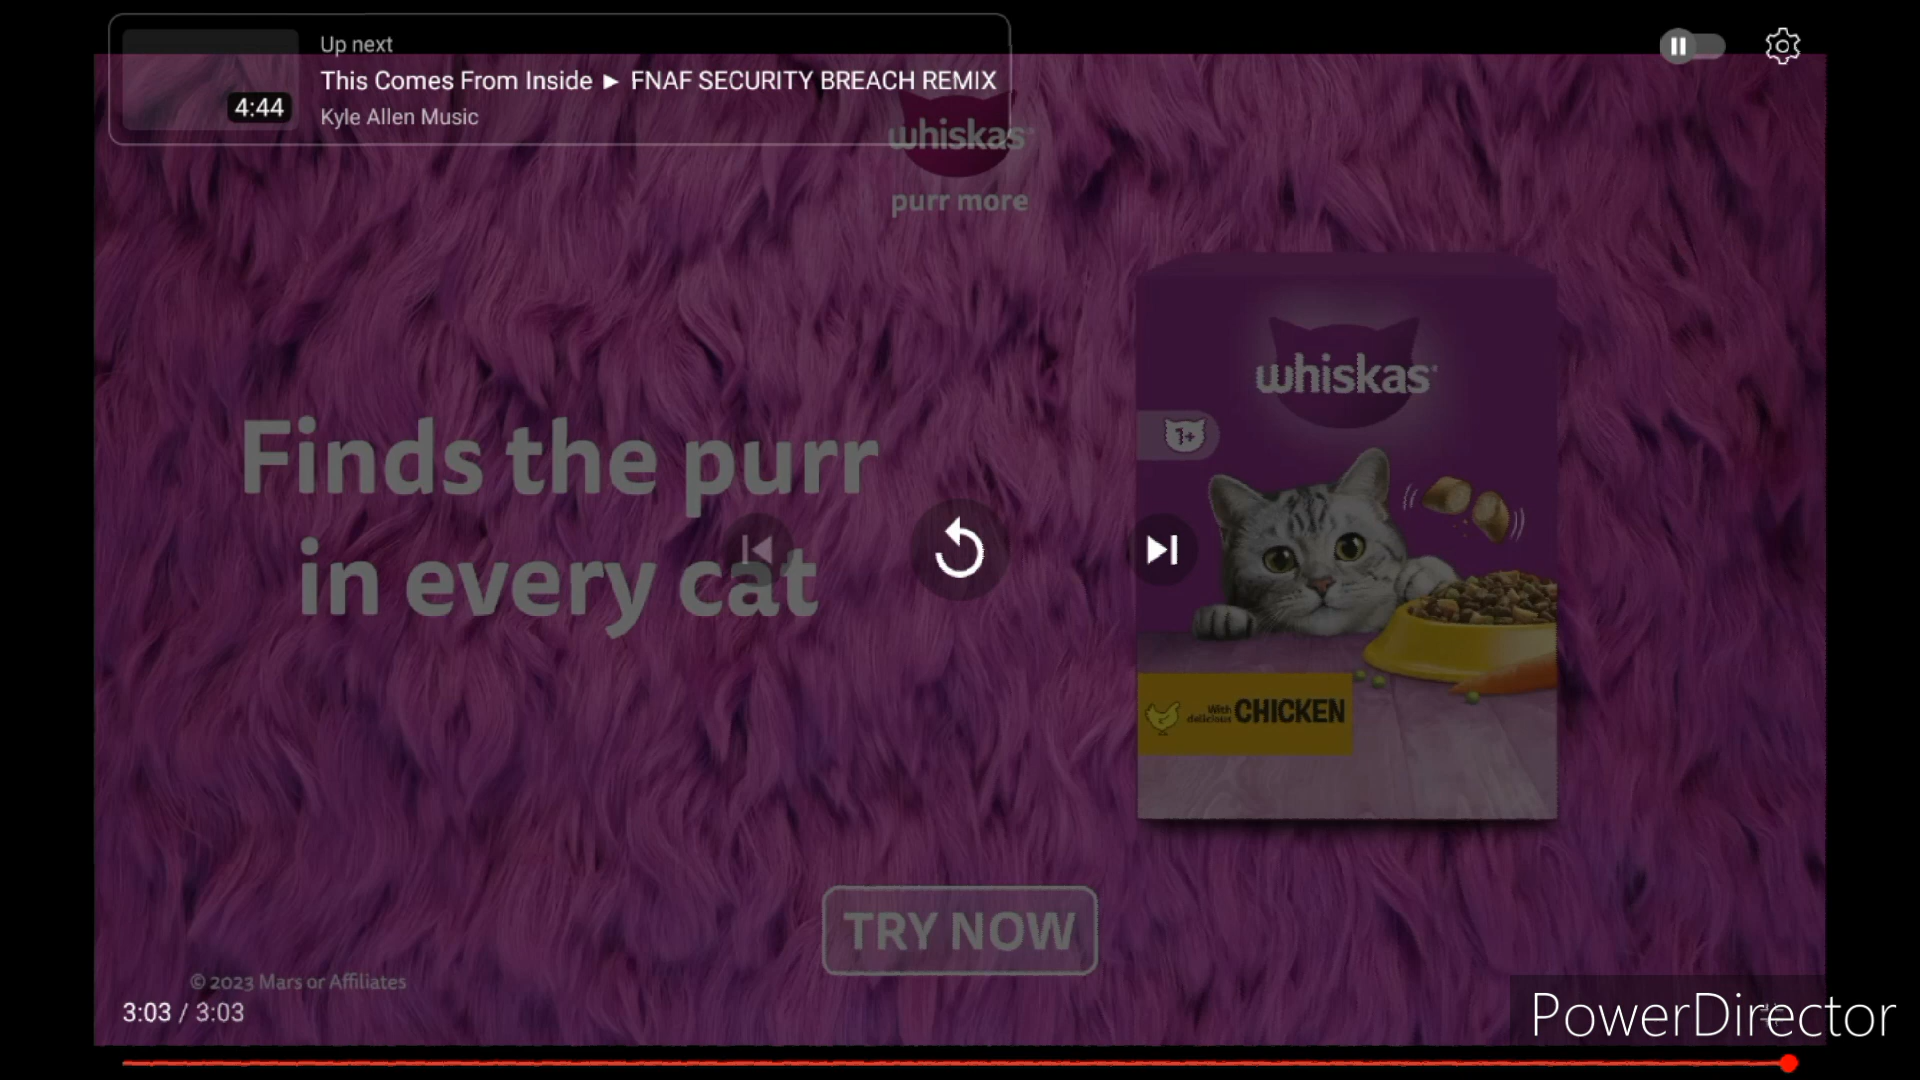 Up next
This Comes From Inside ► FNAF SECURITY BREACH REMIX
4:44
Kyle Allen Music
whiskas
purr more
whiskas
1+
Finds the purr
in every cat
With
delicious CHICKEN
TRY NOW
© 2023 Mars or Affiliates
3:03 / 3:03
PowerDirector